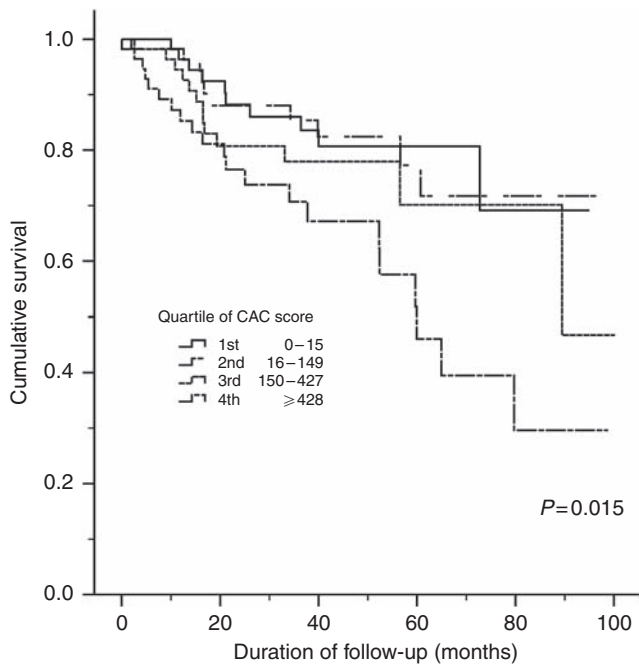 1.0
0.8
0.6
0.4
0.2
0.0
Cumulative survival
Quartile of CAC score
1st 0–15
2nd 16–149
3rd 150–427
4th ⩾428
P=0.015
0 20 40 60 80 100
Duration of follow-up (months)